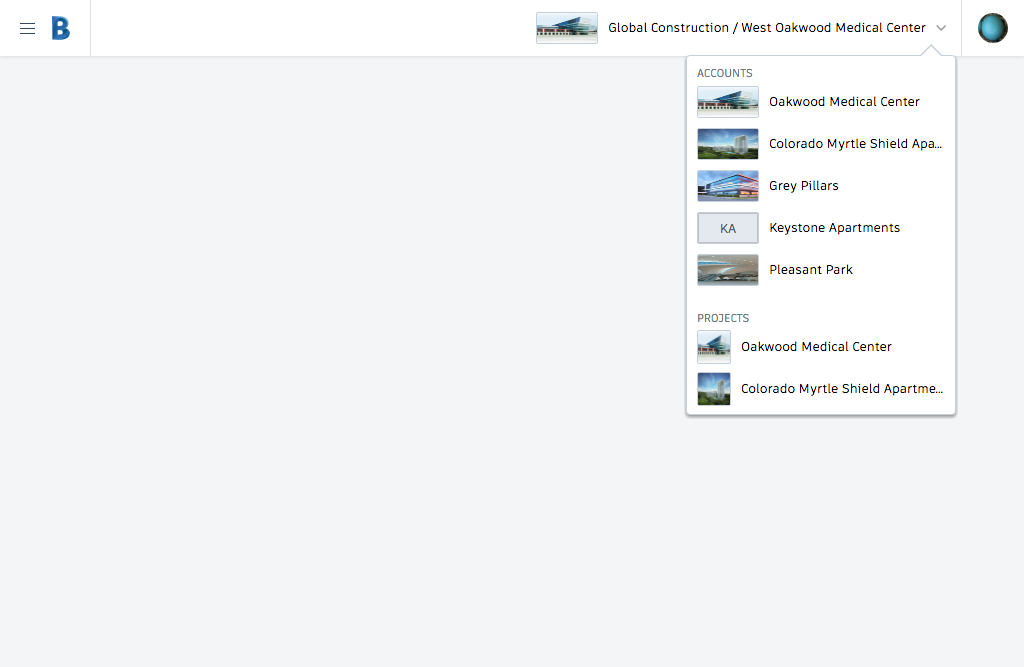 B
Global Construction / West Oakwood Medical Center
ACCOUNTS
Oakwood Medical Center
Colorado Myrtle Shield Apa...
Grey Pillars
KA
Keystone Apartments
Pleasant Park
PROJECTS
Oakwood Medical Center
Colorado Myrtle Shield Apartme...